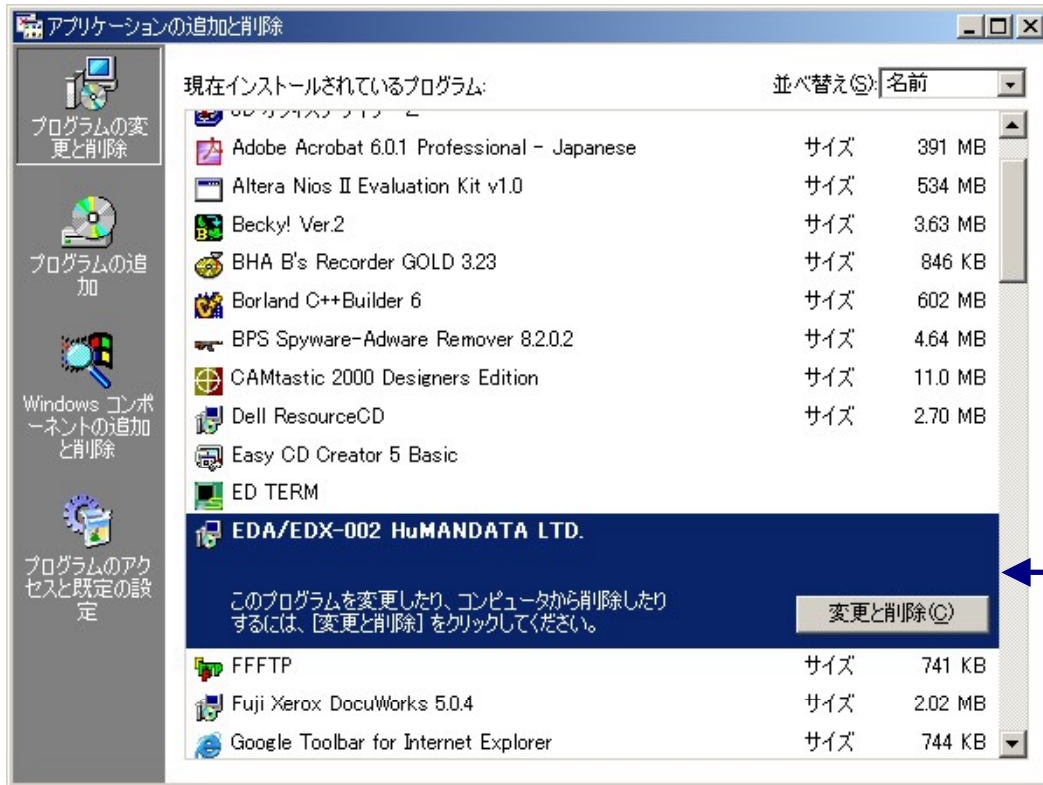 アプリケーションの追加と削除
プログラムの変
更と削除
プログラムの追
加
Windows コンポ
ーネントの追加
と削除
プログラムのアク
セスと既定の設
定
現在インストールされているプログラム:
並べ替え(S): 名前
Adobe Acrobat 6.0.1 Professional - Japanese サイズ 391 MB
Altera Nios II Evaluation Kit v1.0 サイズ 534 MB
Becky! Ver.2 サイズ 3.63 MB
BHA B's Recorder GOLD 3.23 サイズ 846 KB
Borland C++Builder 6 サイズ 602 MB
BPS Spyware-Adware Remover 8.2.0.2 サイズ 4.64 MB
CAMtastic 2000 Designers Edition サイズ 11.0 MB
Dell ResourceCD サイズ 2.70 MB
Easy CD Creator 5 Basic
ED TERM
EDA/EDX-002 HuMANDATA LTD.
このプログラムを変更したり、コンピュータから削除したり
するには、[変更と削除] をクリックしてください。
変更と削除(C)
FFFTP サイズ 741 KB
Fuji Xerox DocuWorks 5.0.4 サイズ 2.02 MB
Google Toolbar for Internet Explorer サイズ 744 KB